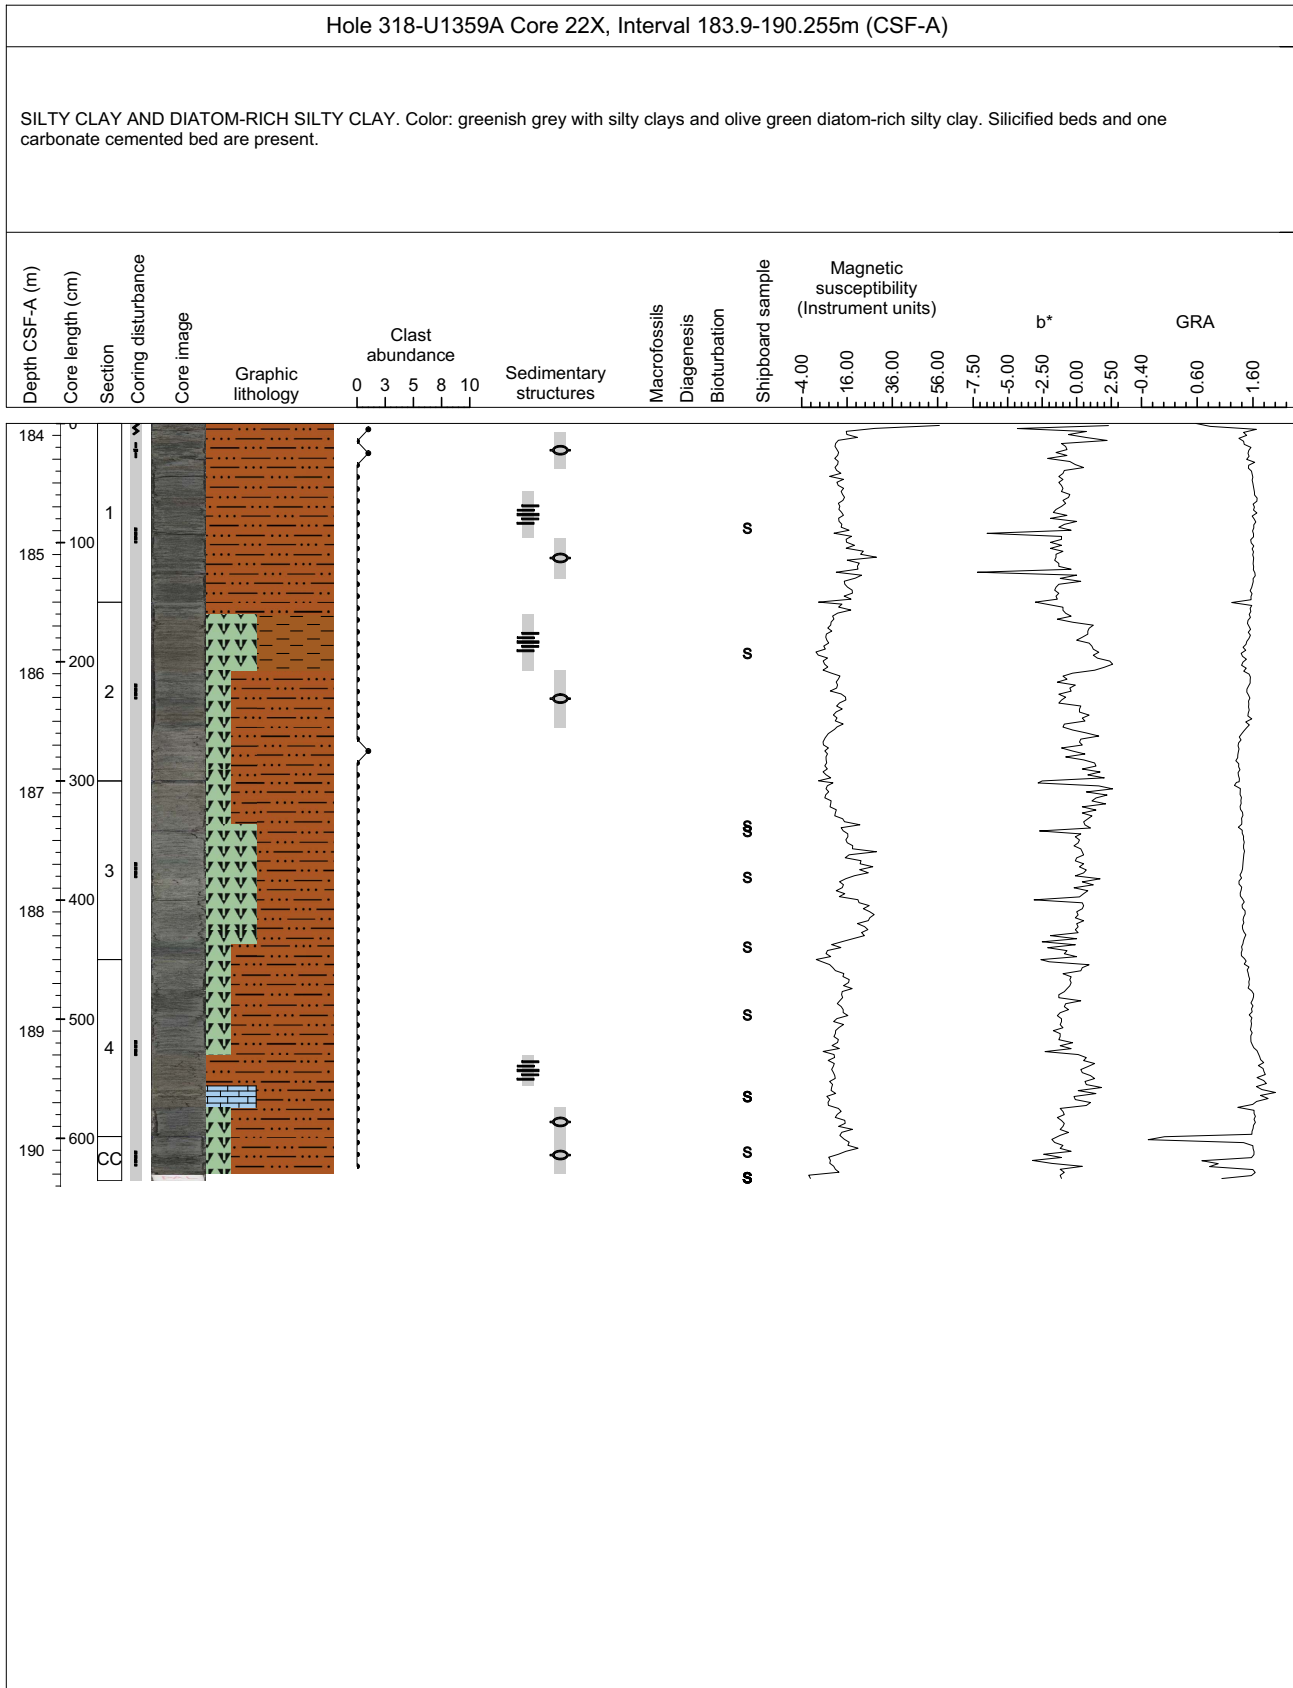 Hole 318-U1359A Core 22X, Interval 183.9-190.255m (CSF-A)
SILTY CLAY AND DIATOM-RICH SILTY CLAY. Color: greenish grey with silty clays and olive green diatom-rich silty clay. Silicified beds and one
carbonate cemented bed are present.
Depth CSF-A (m)
Core length (cm)
Section
Coring disturbance
Core image
Graphic
lithology
Clast
abundance
0 3 5 8 10
Sedimentary
structures
Macrofossils
Diagenesis
Bioturbation
Shipboard sample
Magnetic
susceptibility
(Instrument units)
-4.00 16.00 36.00 56.00
b*
-7.50 -5.00 -2.50 0.00 2.50
GRA
-0.40 0.60 1.60
0
184
1
S
100
185
S
200
186
2
300
187
S
S
3
S
400
188
S
S
500
189
4
S
600
190
CC
S
S